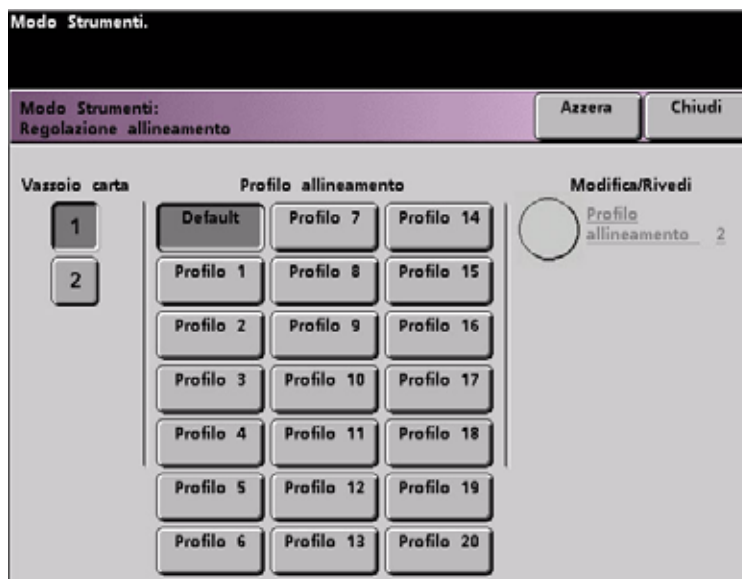 Modo Strumenti.
Modo Strumenti:
Regolazione allineamento
Azzera
Chiudi
Vassoio carta
Profilo allineamento
Modifica/Rivedi
1
2
Default
Profilo 7
Profilo 14
Profilo 1
Profilo 8
Profilo 15
Profilo 2
Profilo 9
Profilo 16
Profilo 3
Profilo 10
Profilo 17
Profilo 4
Profilo 11
Profilo 18
Profilo 5
Profilo 12
Profilo 19
Profilo 6
Profilo 13
Profilo 20
Profilo
allineamento 2